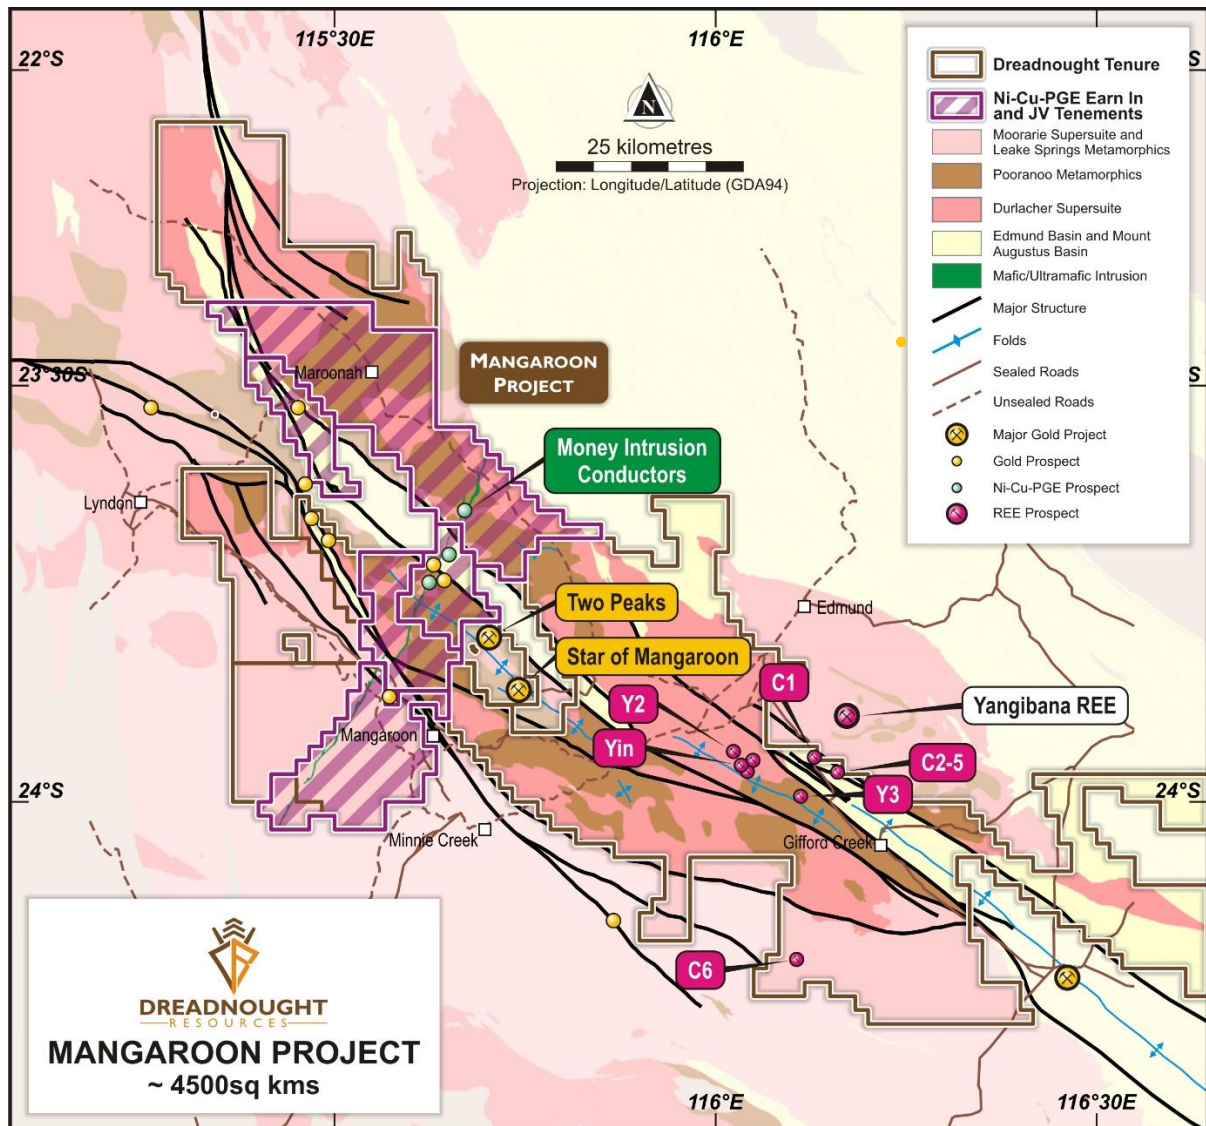 115°30E
116°E
22°S
S
N
25 kilometres
Projection: Longitude/Latitude (GDA94)
Dreadnought Tenure
Ni-Cu-PGE Earn In
and JV Tenements
Moorarie Supersuite and
Leake Springs Metamorphics
Pooranoo Metamorphics
Durlacher Supersuite
Edmund Basin and Mount
Augustus Basin
Mafic/Ultramafic Intrusion
Major Structure
Folds
Sealed Roads
Unsealed Roads
Major Gold Project
Gold Prospect
Ni-Cu-PGE Prospect
REE Prospect
23°30S
S
Maroonah
MANGAROON
PROJECT
Money Intrusion
Conductors
Lyndon
Two Peaks
Edmund
Star of Mangaroon
C1
Y2
Yangibana REE
Mangaroon
Yin
C2-5
Y3
24°S
24°S
Minnie Creek
Gifford Creek
C6
DREADNOUGHT
RESOURCES
MANGAROON PROJECT
~ 4500sq kms
116°E
116°30E